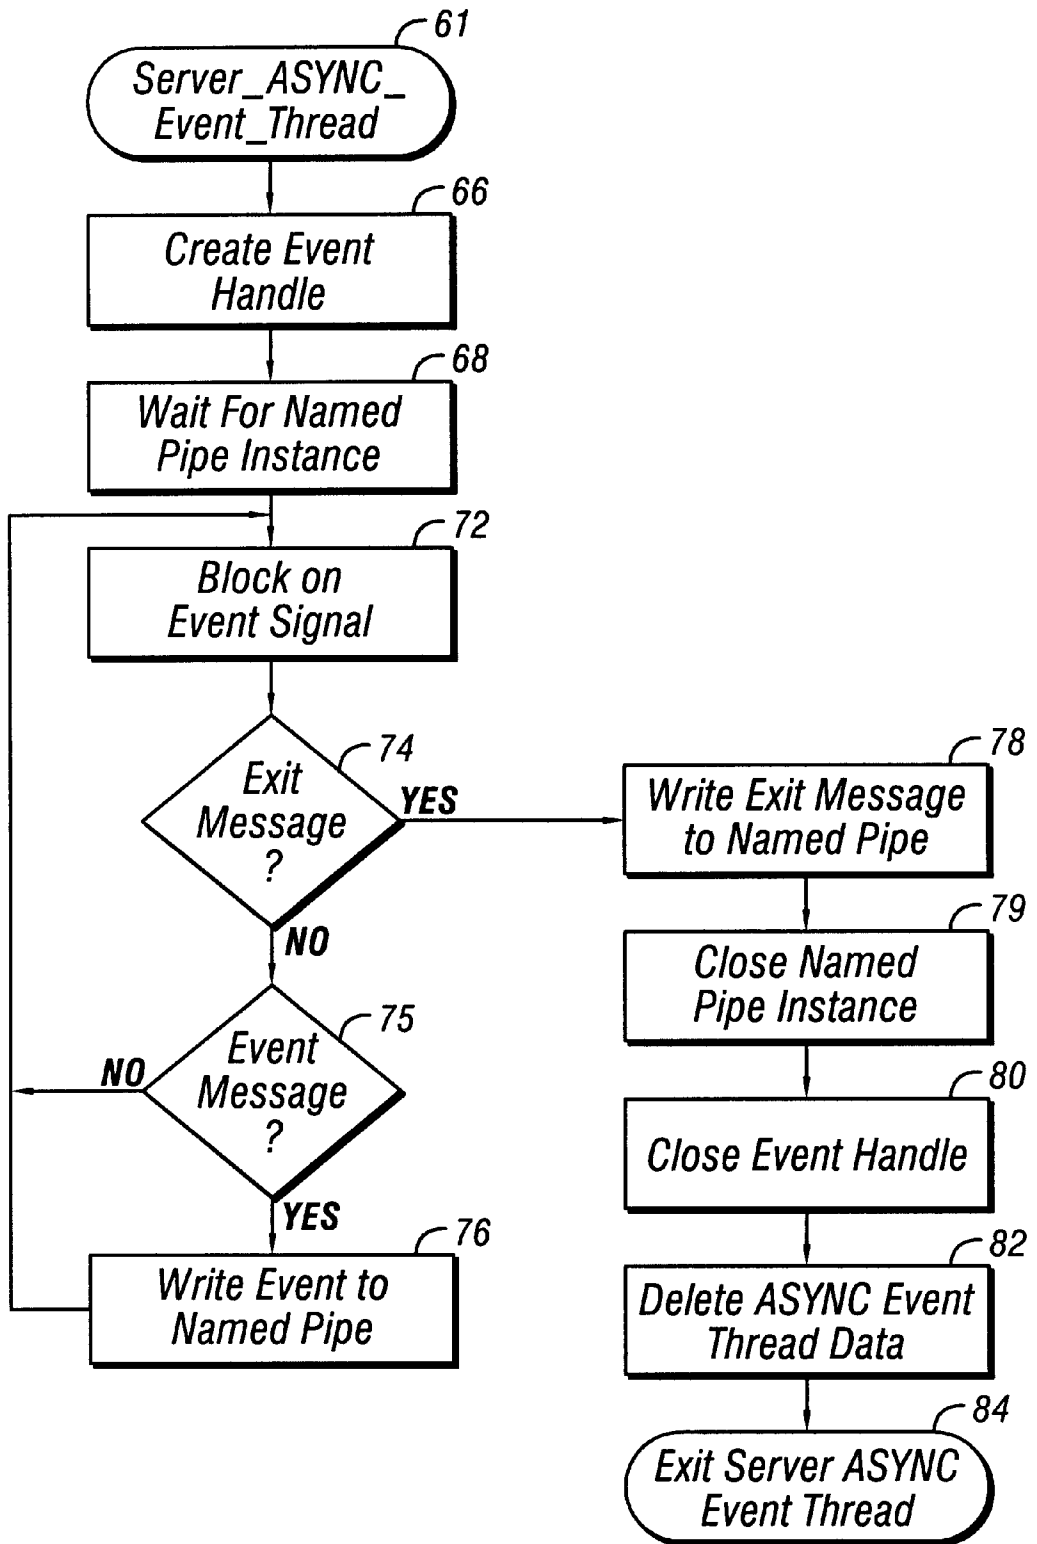 61
Server_ASYNC_
Event_Thread
66
Create Event
Handle
68
Wait For Named
Pipe Instance
72
Block on
Event Signal
74
Exit
Message
?
YES
NO
75
Event
Message
?
NO
YES
76
Write Event to
Named Pipe
78
Write Exit Message
to Named Pipe
79
Close Named
Pipe Instance
80
Close Event Handle
82
Delete ASYNC Event
Thread Data
84
Exit Server ASYNC
Event Thread